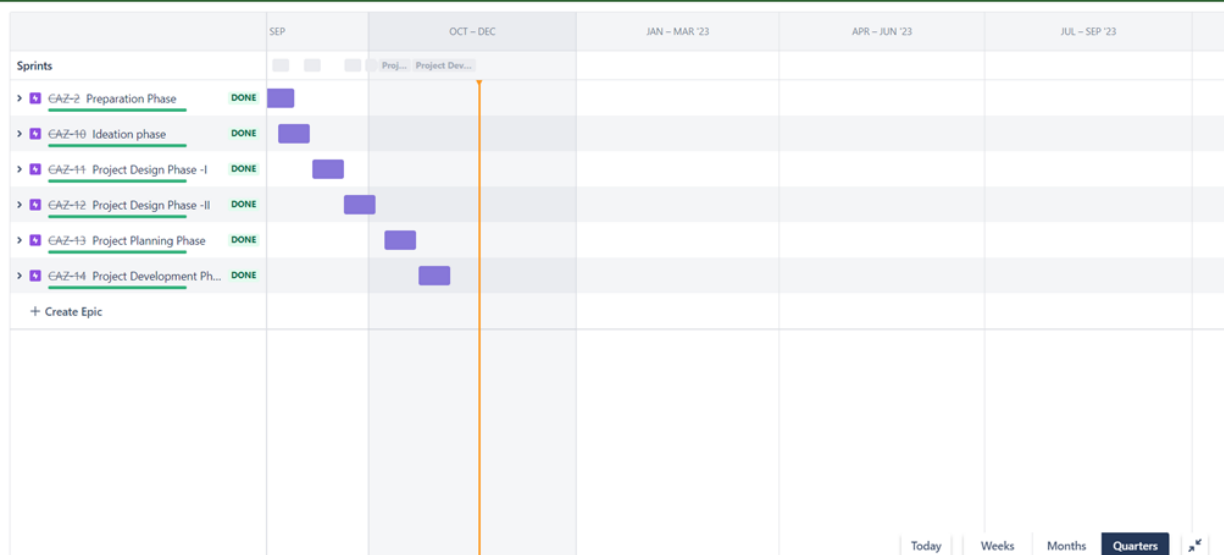 SEP OCT – DEC JAN – MAR '23 APR – JUN '23 JUL – SEP '23
Sprints Proj... Project Dev...
CAZ-2 Preparation Phase DONE
CAZ-10 Ideation phase DONE
CAZ-11 Project Design Phase -I DONE
CAZ-12 Project Design Phase -II DONE
CAZ-13 Project Planning Phase DONE
CAZ-14 Project Development Ph... DONE
+ Create Epic
Today Weeks Months Quarters